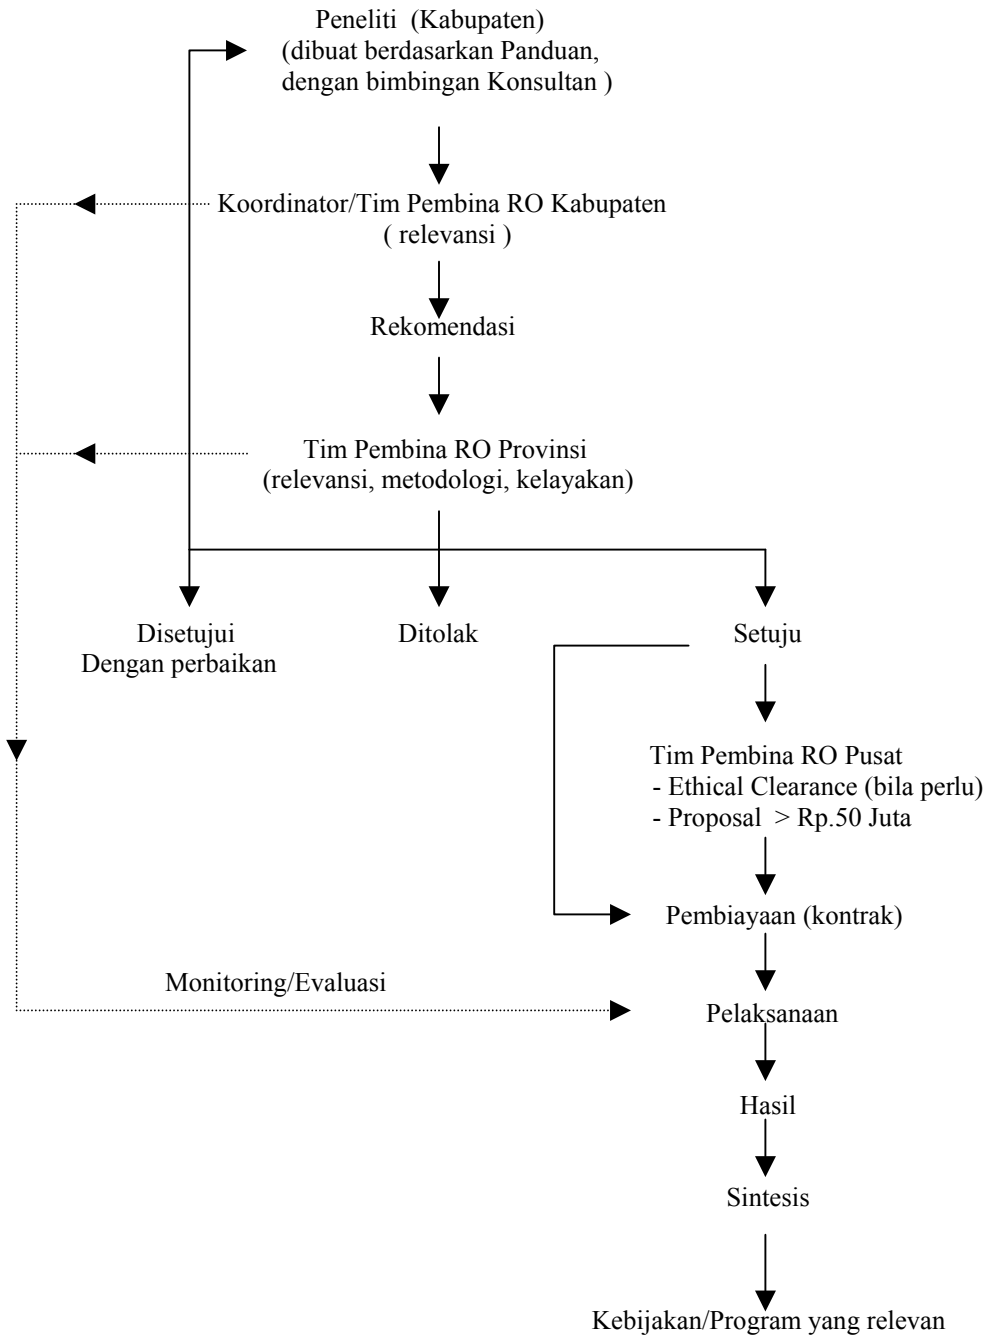 Peneliti (Kabupaten)
(dibuat berdasarkan Panduan,
dengan bimbingan Konsultan )
Koordinator/Tim Pembina RO Kabupaten
( relevansi )
Rekomendasi
Tim Pembina RO Provinsi
(relevansi, metodologi, kelayakan)
Disetujui
Dengan perbaikan
Ditolak
Setuju
Tim Pembina RO Pusat
- Ethical Clearance (bila perlu)
- Proposal > Rp.50 Juta
Pembiayaan (kontrak)
Monitoring/Evaluasi
Pelaksanaan
Hasil
Sintesis
Kebijakan/Program yang relevan